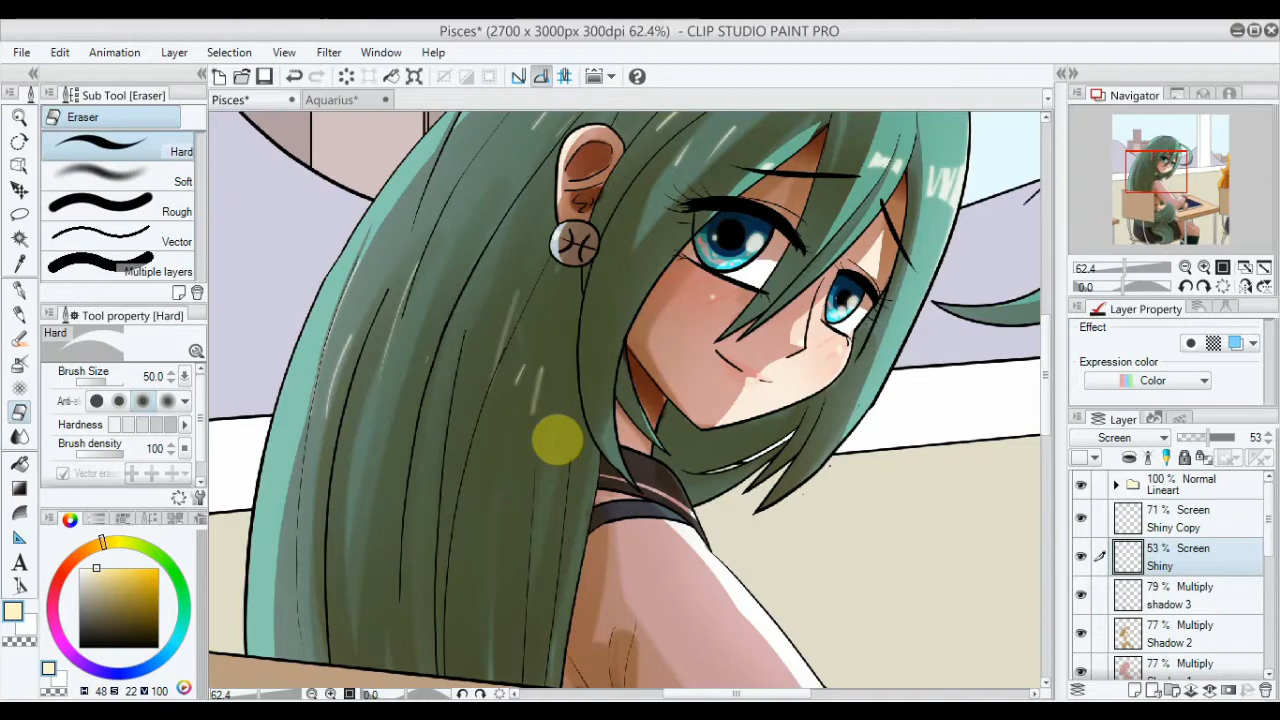 Pisces* (2700 x 3000px 300dpi 62.4%) - CLIP STUDIO PAINT PRO
File Edit Animation Layer Selection View Filter Window Help
Sub Tool [Eraser]
Eraser
Hard
Soft
Rough
Vector
Multiple layers
Tool property [Hard]
Hard
Brush Size 50.0
Anti-a
Hardness
Brush density 100
Vector eras
H 48 S 22 V 100
Pisces* Aquarius*
62.4 0.0
Navigator
62.4
0.0
Layer Property
Effect
Expression color
Color
Layer
Screen 53
100 % Normal
Lineart
71 % Screen
Shiny Copy
53 % Screen
Shiny
79 % Multiply
shadow 3
77 % Multiply
Shadow 2
77 % Multiply